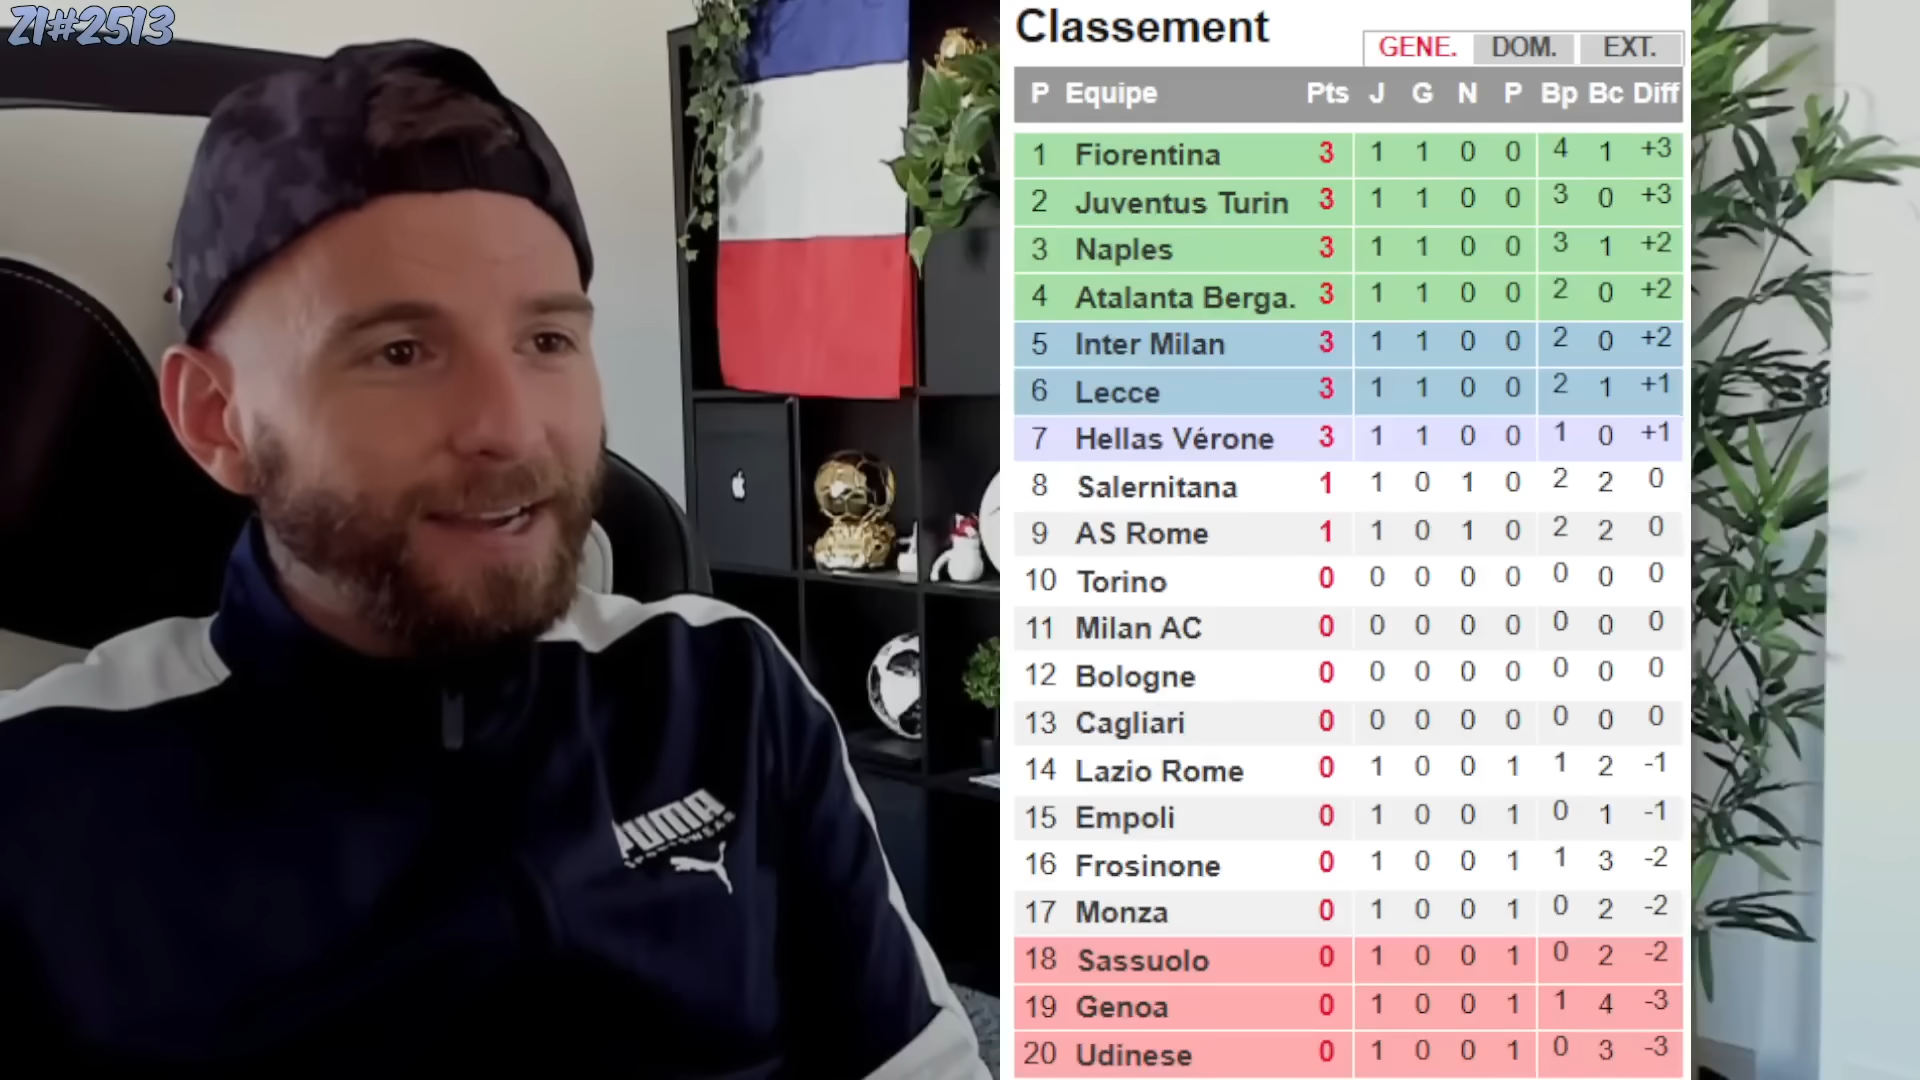 ZI#2513
Classement
GENE. DOM. EXT.
P Equipe Pts J G N P Bp Bc Diff
1 Fiorentina 3 1 1 0 0 4 1 +3
2 Juventus Turin 3 1 1 0 0 3 0 +3
3 Naples 3 1 1 0 0 3 1 +2
4 Atalanta Berga. 3 1 1 0 0 2 0 +2
5 Inter Milan 3 1 1 0 0 2 0 +2
6 Lecce 3 1 1 0 0 2 1 +1
7 Hellas Vérone 3 1 1 0 0 1 0 +1
8 Salernitana 1 1 0 1 0 2 2 0
9 AS Rome 1 1 0 1 0 2 2 0
10 Torino 0 0 0 0 0 0 0 0
11 Milan AC 0 0 0 0 0 0 0 0
12 Bologne 0 0 0 0 0 0 0 0
13 Cagliari 0 0 0 0 0 0 0 0
14 Lazio Rome 0 1 0 0 1 1 2 -1
15 Empoli 0 1 0 0 1 0 1 -1
16 Frosinone 0 1 0 0 1 1 3 -2
17 Monza 0 1 0 0 1 0 2 -2
18 Sassuolo 0 1 0 0 1 0 2 -2
19 Genoa 0 1 0 0 1 1 4 -3
20 Udinese 0 1 0 0 1 0 3 -3
PUMA
SPORTSWEAR